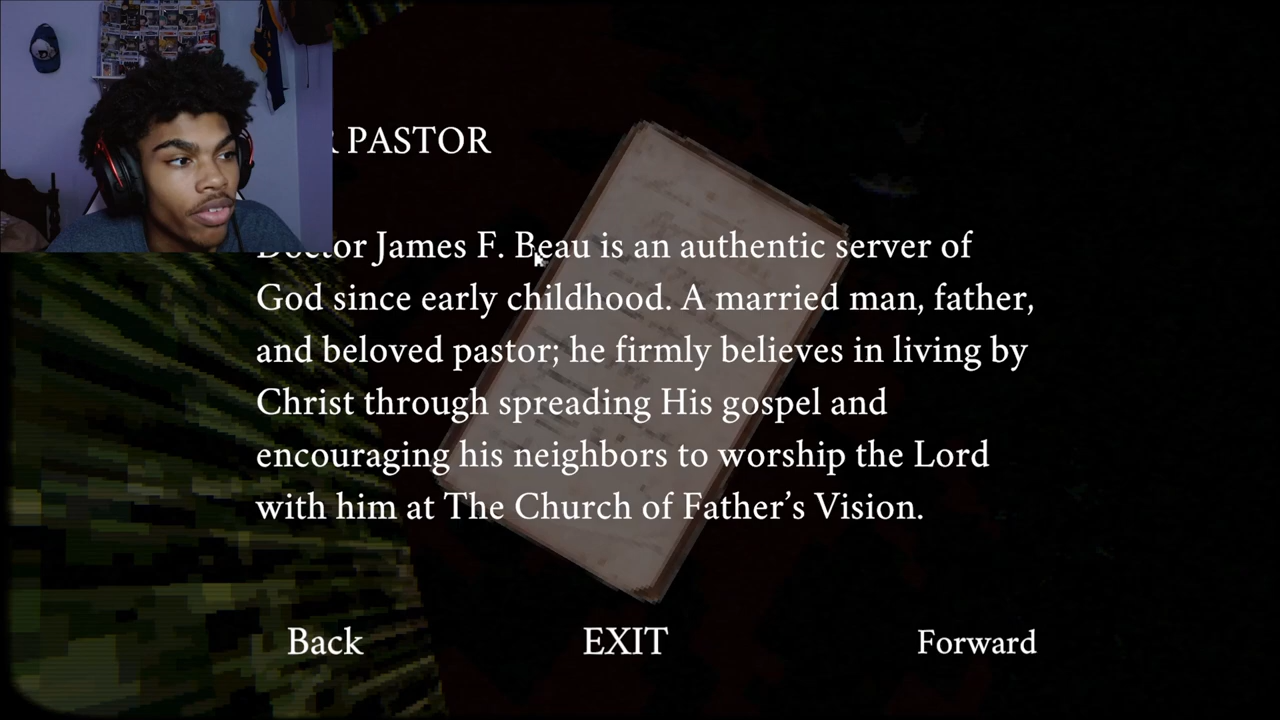 PASTOR
Doctor James F. Beau is an authentic server of
God since early childhood. A married man, father,
and beloved pastor; he firmly believes in living by
Christ through spreading His gospel and
encouraging his neighbors to worship the Lord
with him at The Church of Father’s Vision.
Back EXIT Forward